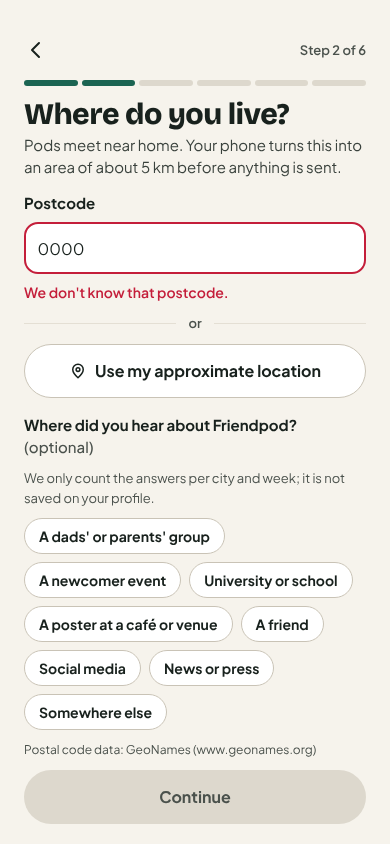 Step 2 of 6
Where do you live?
Pods meet near home. Your phone turns this into
an area of about 5 km before anything is sent.
Postcode
0000
We don't know that postcode.
or
Use my approximate location
Where did you hear about Friendpod?
(optional)
We only count the answers per city and week; it is not
saved on your profile.
A dads' or parents' group
A newcomer event
University or school
A poster at a café or venue
A friend
Social media
News or press
Somewhere else
Postal code data: GeoNames (www.geonames.org)
Continue